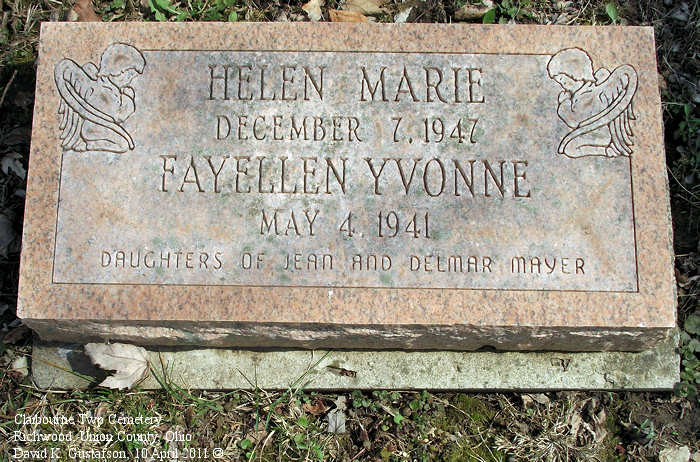 HELEN MARIE
DECEMBER 7, 1947
FAYELLEN YVONNE
MAY 4, 1941
DAUGHTERS OF JEAN AND DELMAR MAYER
Claibourne Twp Cemetery
Richwood, Union County, Ohio
David K. Gustafson, 10 April 2011 ©